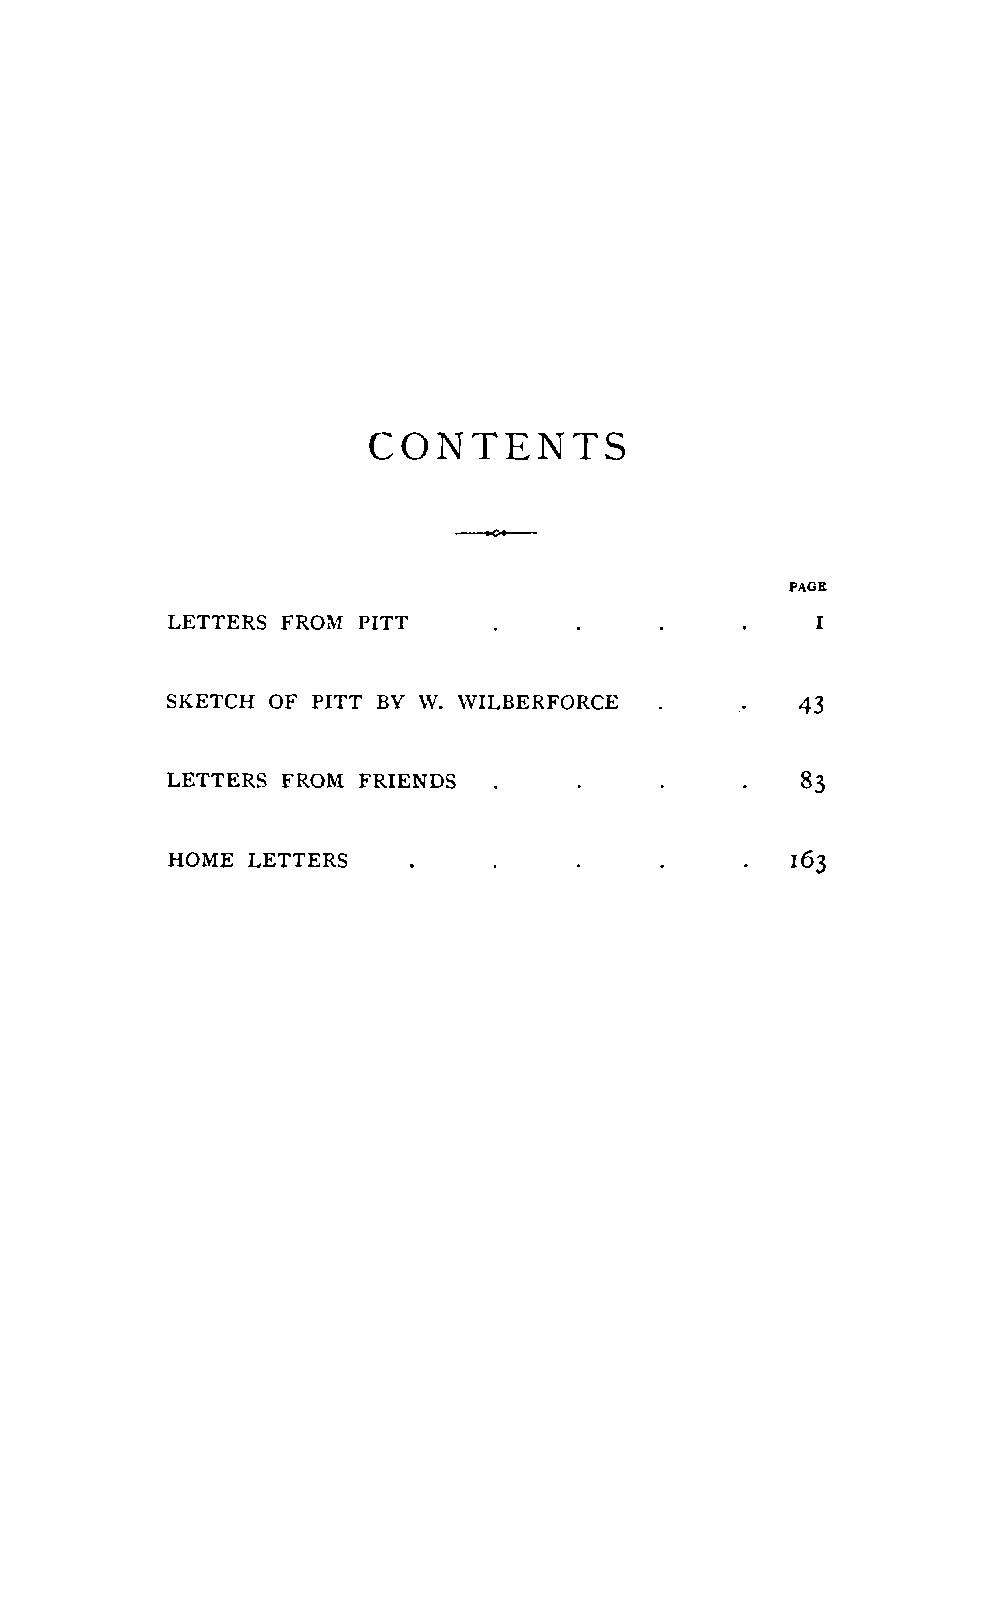 CONTENTS
PAGE
LETTERS FROM PITT . . . . 1
SKETCH OF PITT BY W. WILBERFORCE . . 43
LETTERS FROM FRIENDS . . . . 83
HOME LETTERS . . . . . 163